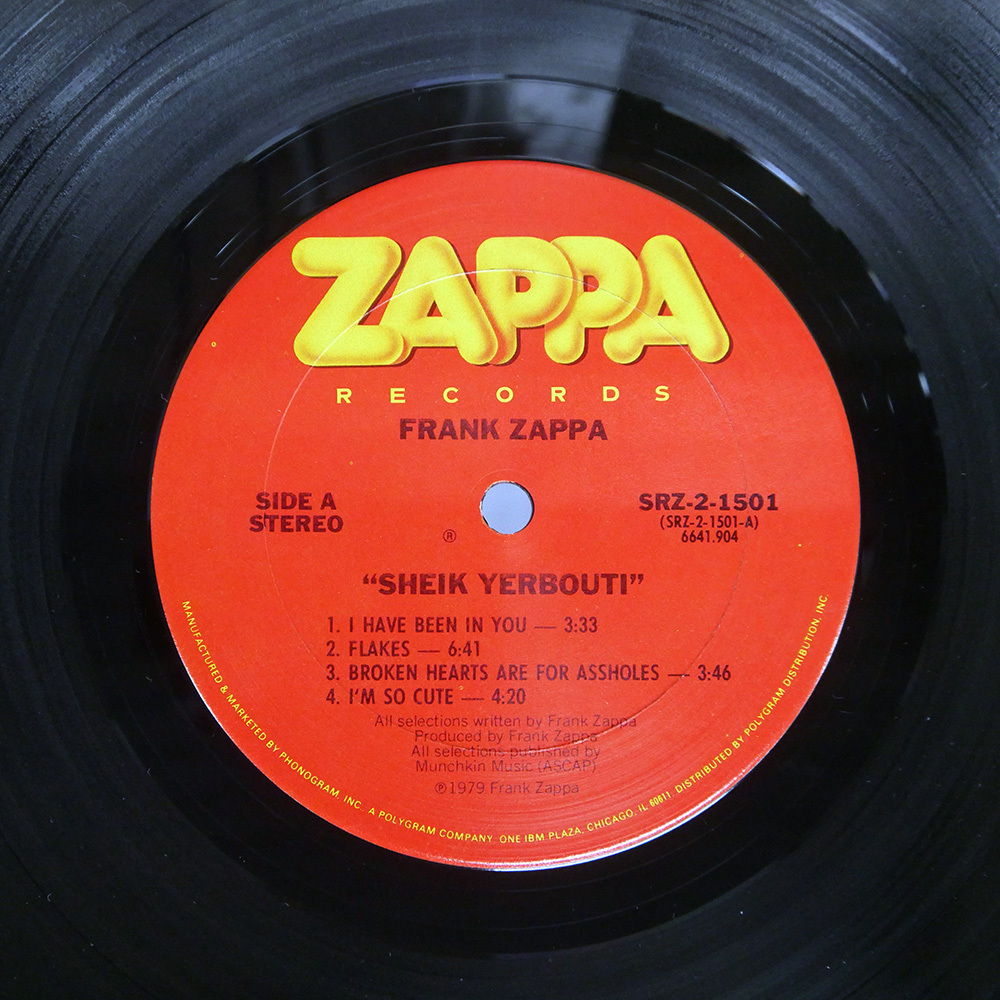 ZAPPA
RECORDS
FRANK ZAPPA
SIDE A
STEREO
SRZ-2-1501
(SRZ-2-1501-A)
6641.904
®
“SHEIK YERBOUTI”
1. I HAVE BEEN IN YOU — 3:33
2. FLAKES — 6:41
3. BROKEN HEARTS ARE FOR ASSHOLES — 3:46
4. I'M SO CUTE — 4:20
All selections written by Frank Zappa
Produced by Frank Zappa
All selections published by
Munchkin Music (ASCAP)
℗1979 Frank Zappa
MANUFACTURED & MARKETED BY PHONOGRAM, INC. A POLYGRAM COMPANY. ONE IBM PLAZA, CHICAGO, IL 60611. DISTRIBUTED BY POLYGRAM DISTRIBUTION, INC.